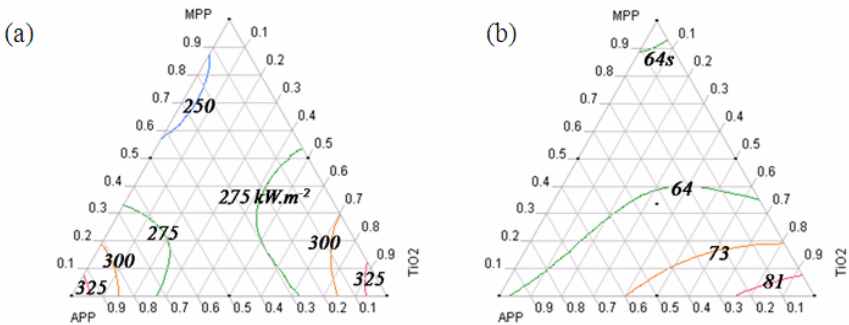 (a)
MPP
0.9 0.1
0.8 0.2
0.7 250 0.3
0.6 0.4
0.5 0.5
0.4 0.6
0.3 275 kW.m⁻² 0.7
0.2 275 300 0.8
0.1 300 0.9
325 325 TiO2
0.9 0.8 0.7 0.6 0.5 0.4 0.3 0.2 0.1
APP
(b)
MPP
0.9 0.1
0.8 64s 0.2
0.7 0.3
0.6 0.4
0.5 0.5
0.4 64 0.6
0.3 0.7
0.2 73 0.8
0.1 0.9
81 TiO2
0.9 0.8 0.7 0.6 0.5 0.4 0.3 0.2 0.1
APP